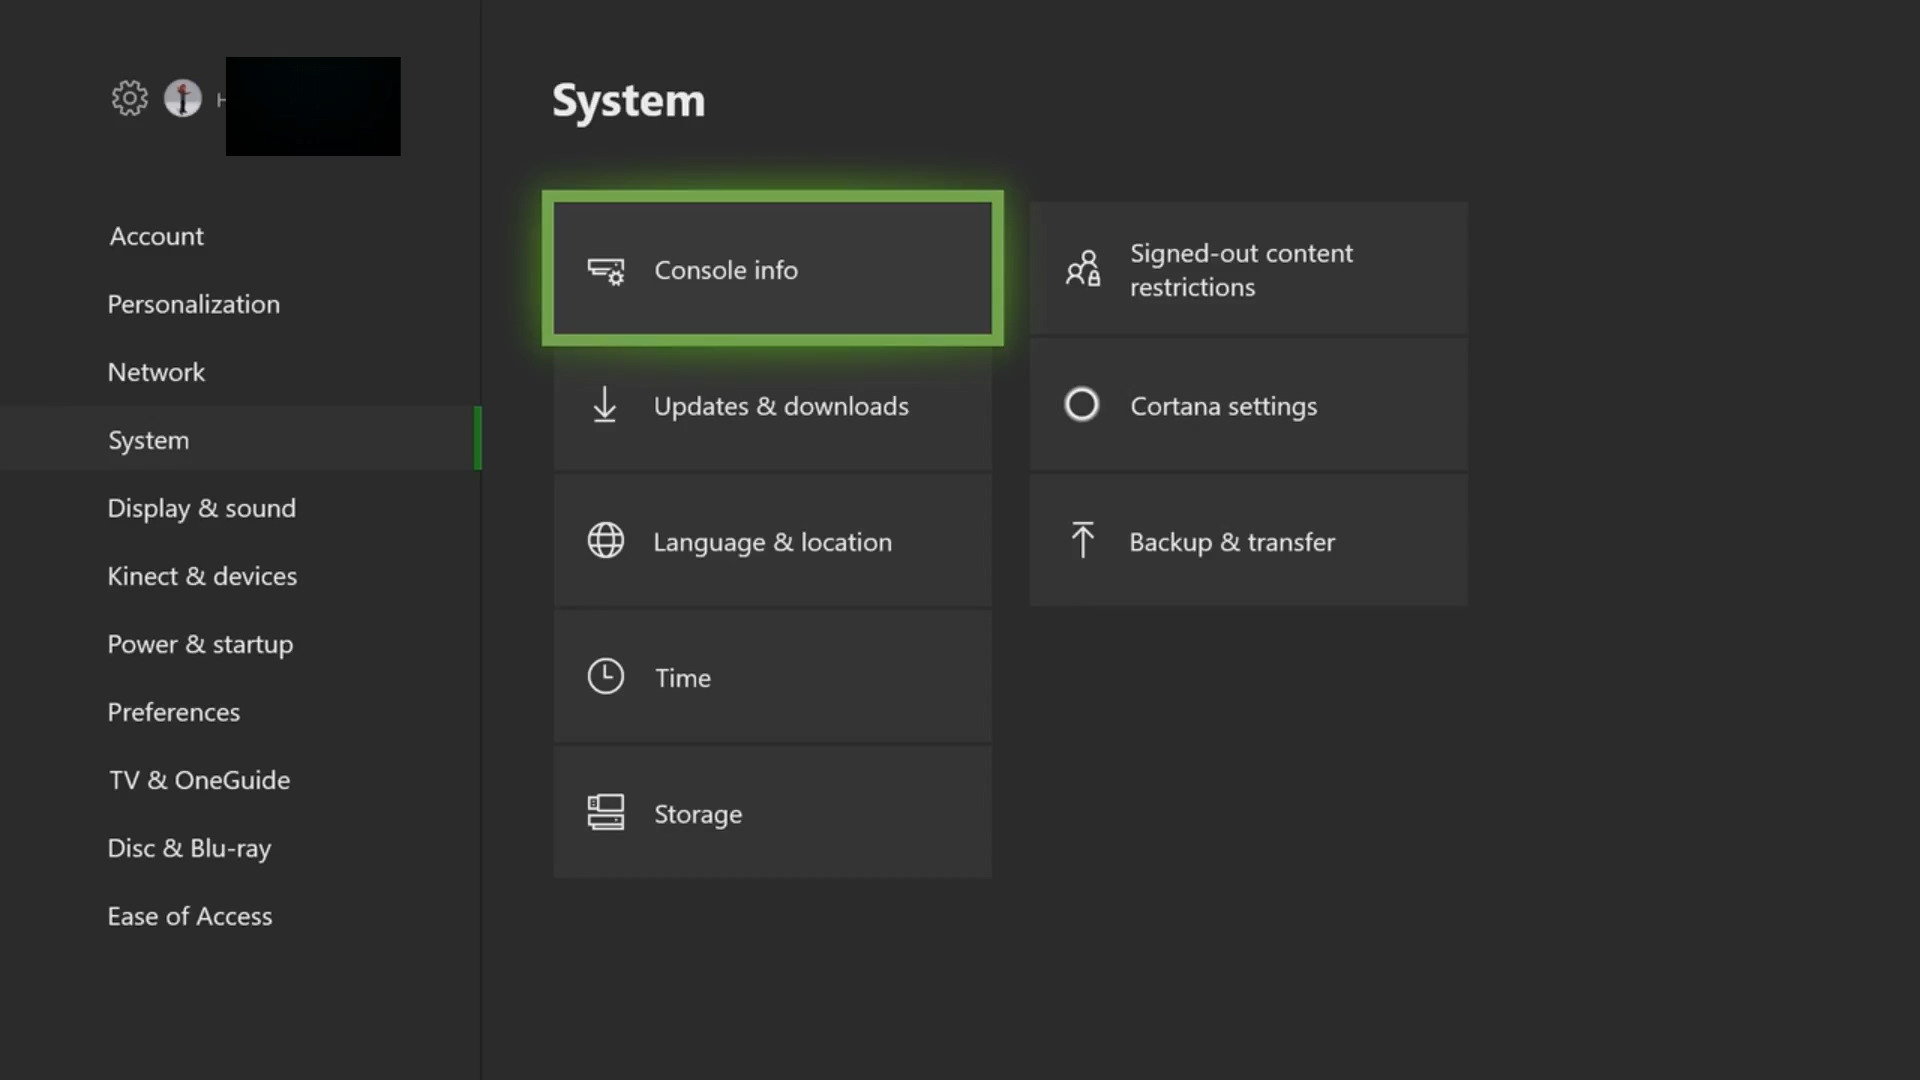 H
System
Account
Personalization
Network
System
Display & sound
Kinect & devices
Power & startup
Preferences
TV & OneGuide
Disc & Blu-ray
Ease of Access
Console info
Updates & downloads
Language & location
Time
Storage
Signed-out content
restrictions
Cortana settings
Backup & transfer